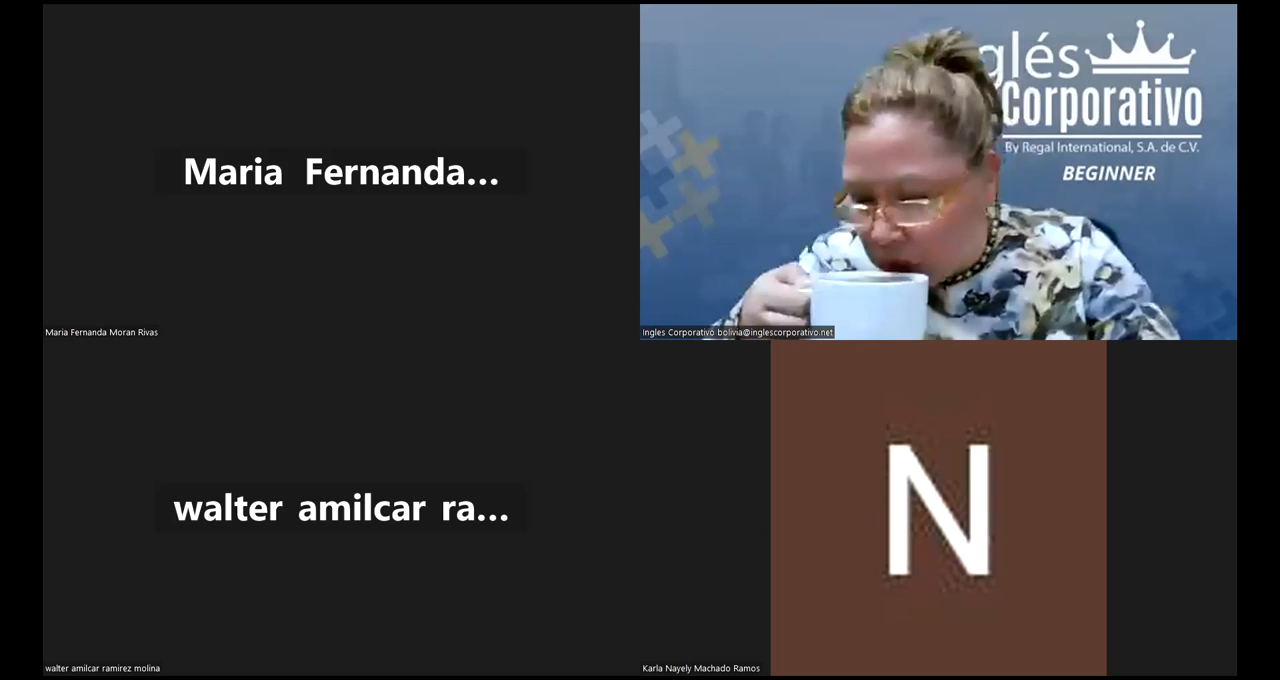 Maria Fernanda...
Maria Fernanda Moran Rivas
glés
Corporativo
By Regal International, S.A. de C.V.
BEGINNER
Ingles Corporativo bolivia@inglescorporativo.net
walter amilcar ra...
walter amilcar ramirez molina
N
Karla Nayely Machado Ramos